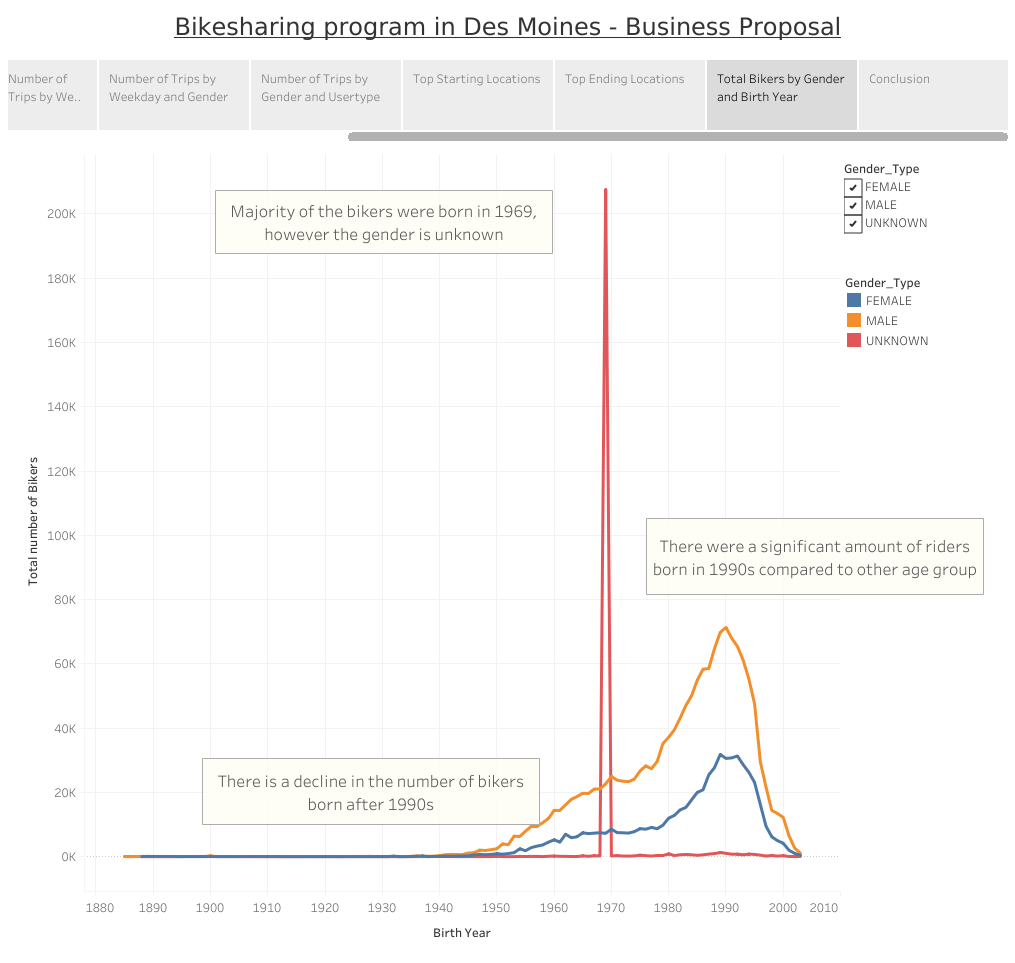 Bikesharing program in Des Moines - Business Proposal
Number of
Trips by We..
Number of Trips by
Weekday and Gender
Number of Trips by
Gender and Usertype
Top Starting Locations
Top Ending Locations
Total Bikers by Gender
and Birth Year
Conclusion
Gender_Type
FEMALE
MALE
UNKNOWN
Gender_Type
FEMALE
MALE
UNKNOWN
Majority of the bikers were born in 1969,
however the gender is unknown
There were a significant amount of riders
born in 1990s compared to other age group
There is a decline in the number of bikers
born after 1990s
Total number of Bikers
200K
180K
160K
140K
120K
100K
80K
60K
40K
20K
0K
1880 1890 1900 1910 1920 1930 1940 1950 1960 1970 1980 1990 2000 2010
Birth Year